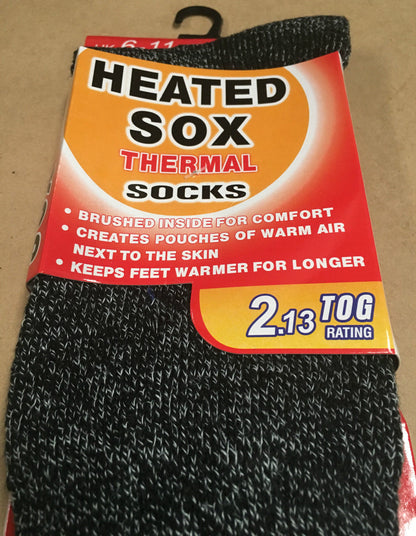 UK 6-11
HEATED
SOX
THERMAL
SOCKS
• BRUSHED INSIDE FOR COMFORT
• CREATES POUCHES OF WARM AIR
NEXT TO THE SKIN
• KEEPS FEET WARMER FOR LONGER
2.13 TOG
RATING